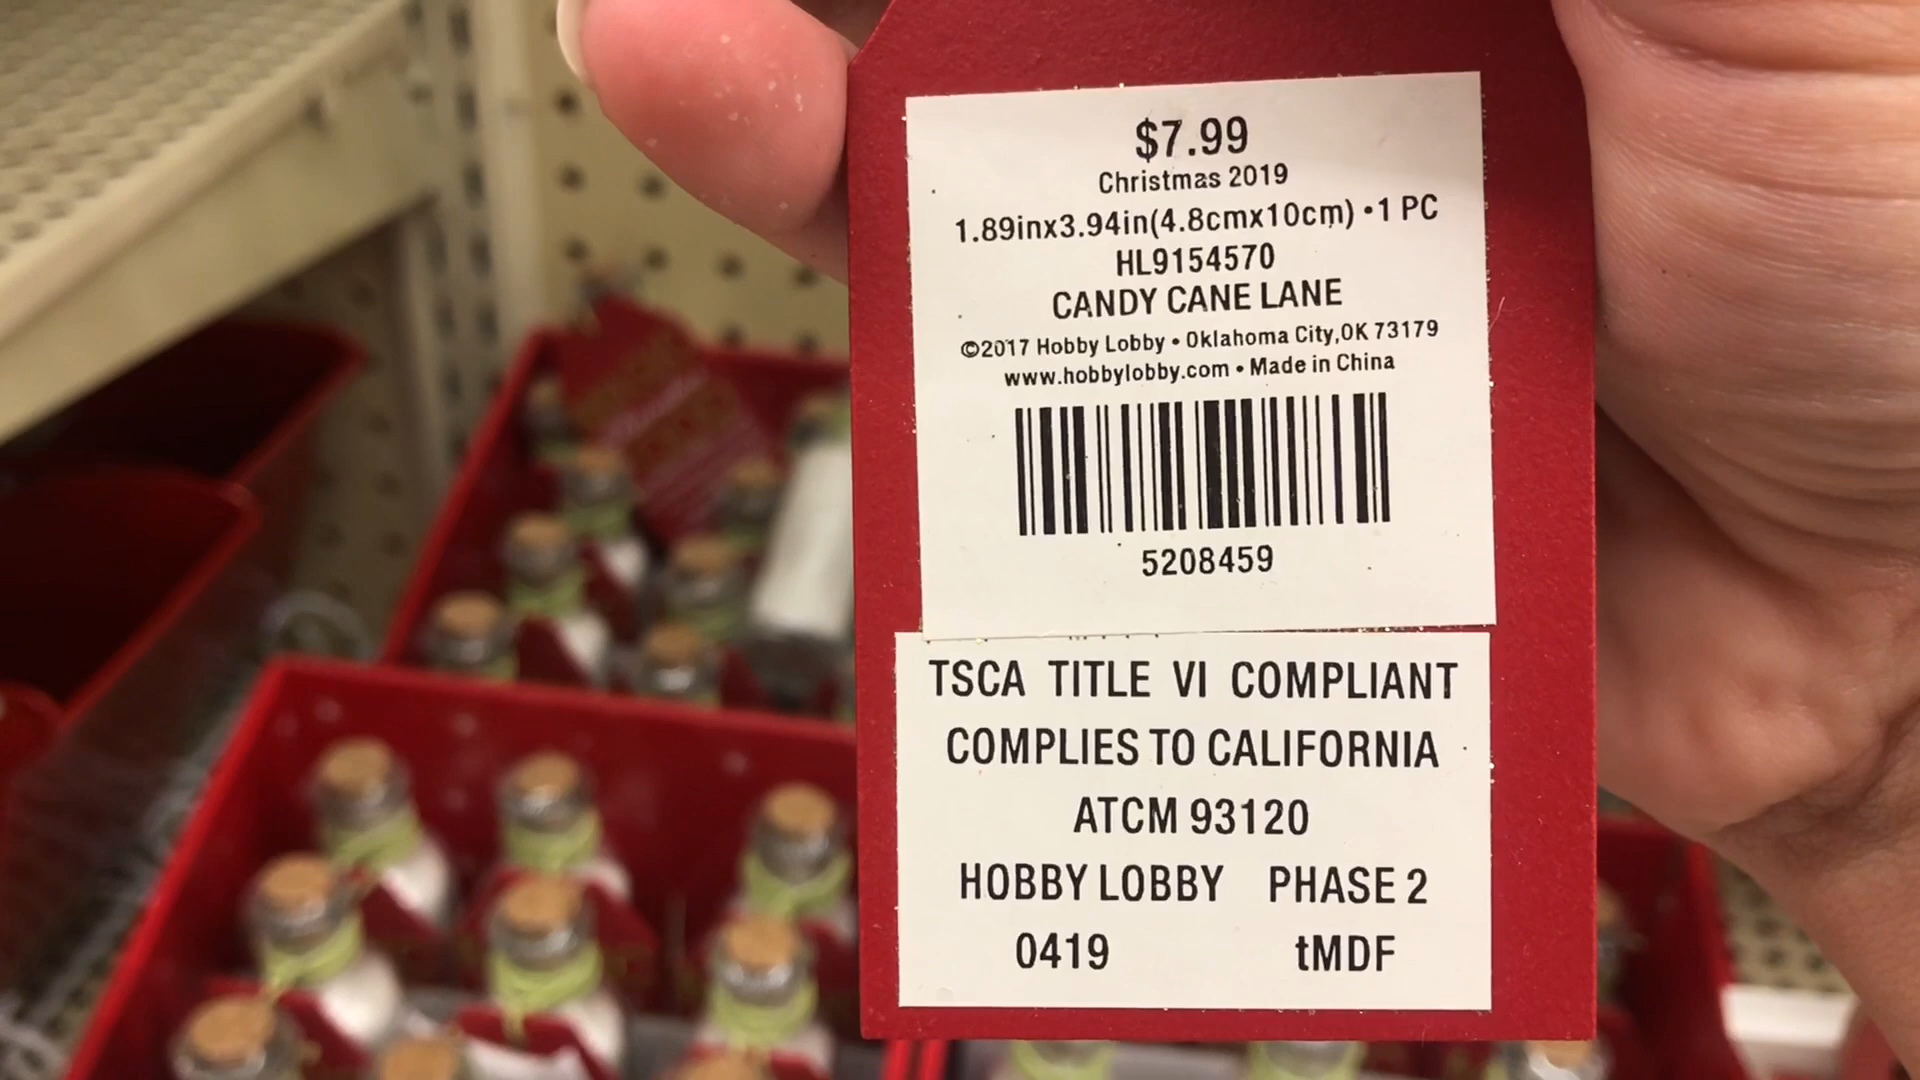 $7.99
Christmas 2019
1.89inx3.94in(4.8cmx10cm) •1 PC
HL9154570
CANDY CANE LANE
©2017 Hobby Lobby • Oklahoma City,OK 73179
www.hobbylobby.com • Made in China
5208459
TSCA TITLE VI COMPLIANT
COMPLIES TO CALIFORNIA
ATCM 93120
HOBBY LOBBY PHASE 2
0419 tMDF